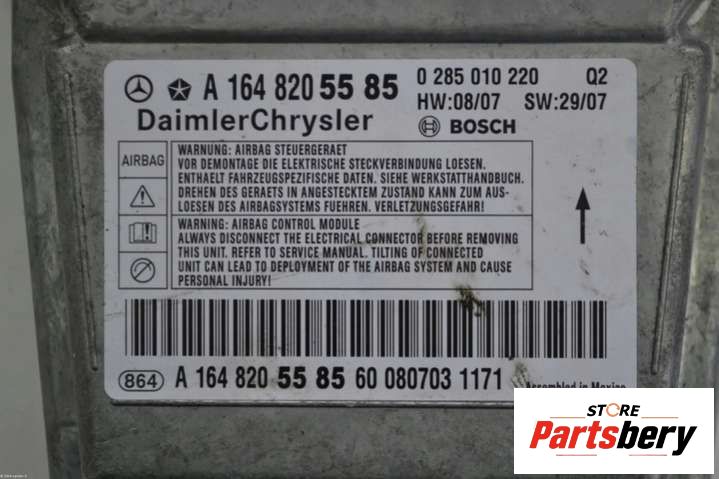 A 164 820 55 85 0 285 010 220 Q2
HW:08/07 SW:29/07
DaimlerChrysler BOSCH
AIRBAG
WARNUNG: AIRBAG STEUERGERAET
VOR DEMONTAGE DIE ELEKTRISCHE STECKVERBINDUNG LOESEN.
ENTHAELT FAHRZEUGSPEZIFISCHE DATEN. SIEHE WERKSTATTHANDBUCH.
DREHEN DES GERAETS IN ANGESTECKTEM ZUSTAND KANN ZUM AUS-
LOESEN DES AIRBAGSYSTEMS FUEHREN. VERLETZUNGSGEFAHR!
WARNING: AIRBAG CONTROL MODULE
ALWAYS DISCONNECT THE ELECTRICAL CONNECTOR BEFORE REMOVING
THIS UNIT. REFER TO SERVICE MANUAL. TILTING OF CONNECTED
UNIT CAN LEAD TO DEPLOYMENT OF THE AIRBAG SYSTEM AND CAUSE
PERSONAL INJURY!
864 A 164 820 55 85 60 080703 1171
Assembled in Mexico
STORE
Partsbery